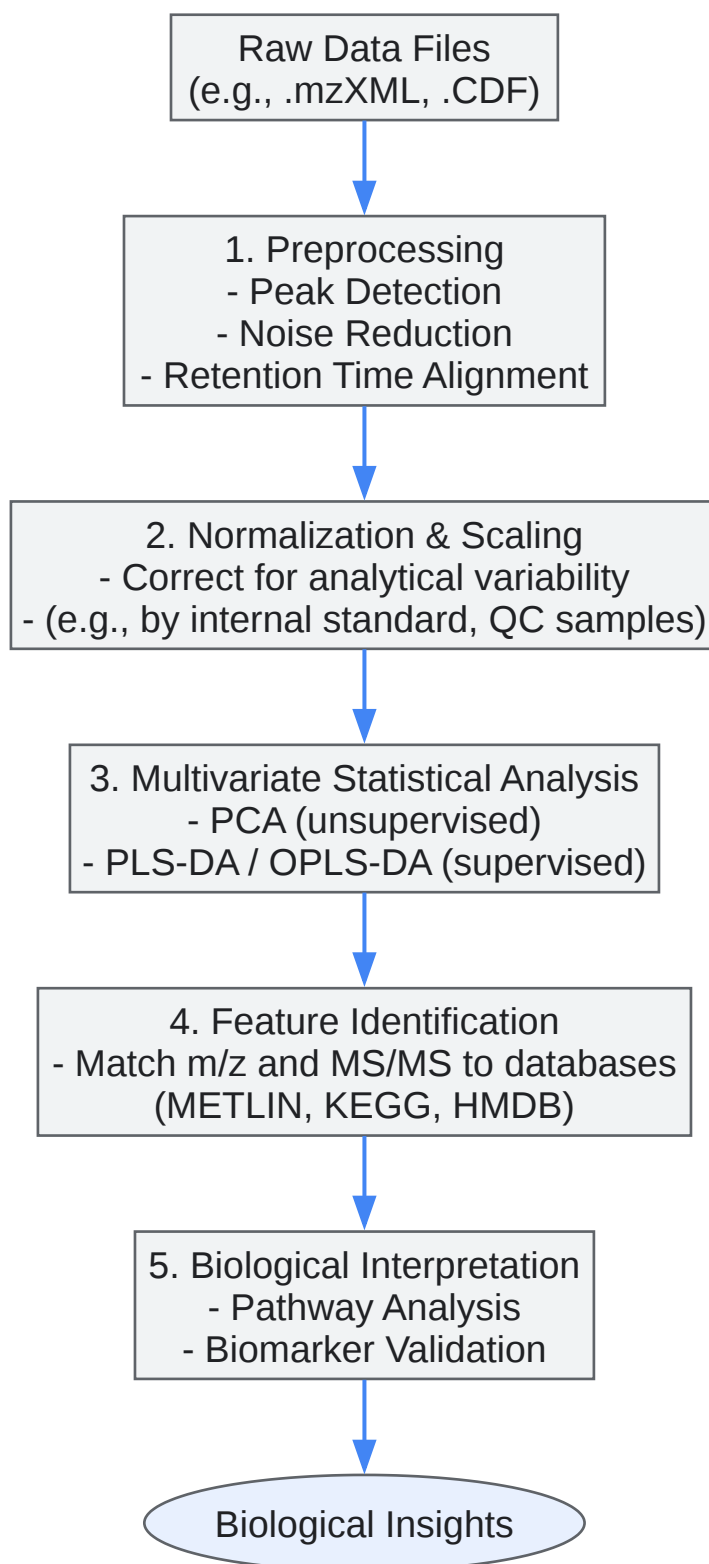 Raw Data Files
(e.g., .mzXML, .CDF)
1. Preprocessing
- Peak Detection
- Noise Reduction
- Retention Time Alignment
2. Normalization & Scaling
- Correct for analytical variability
- (e.g., by internal standard, QC samples)
3. Multivariate Statistical Analysis
- PCA (unsupervised)
- PLS-DA / OPLS-DA (supervised)
4. Feature Identification
- Match m/z and MS/MS to databases
(METLIN, KEGG, HMDB)
5. Biological Interpretation
- Pathway Analysis
- Biomarker Validation
Biological Insights